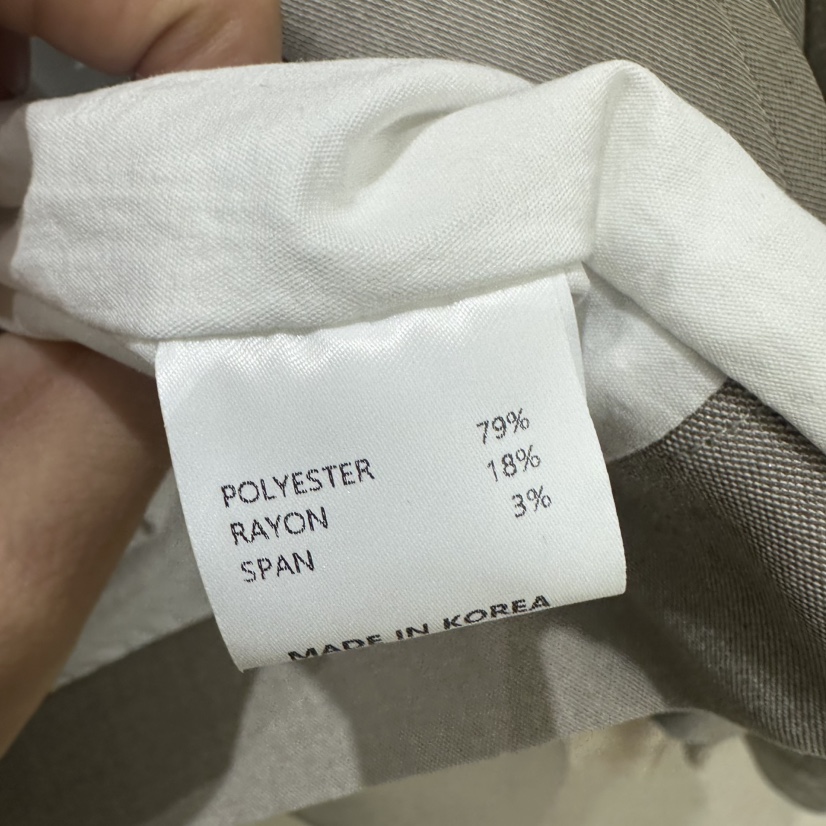 POLYESTER 79%
RAYON 18%
SPAN 3%
MADE IN KOREA